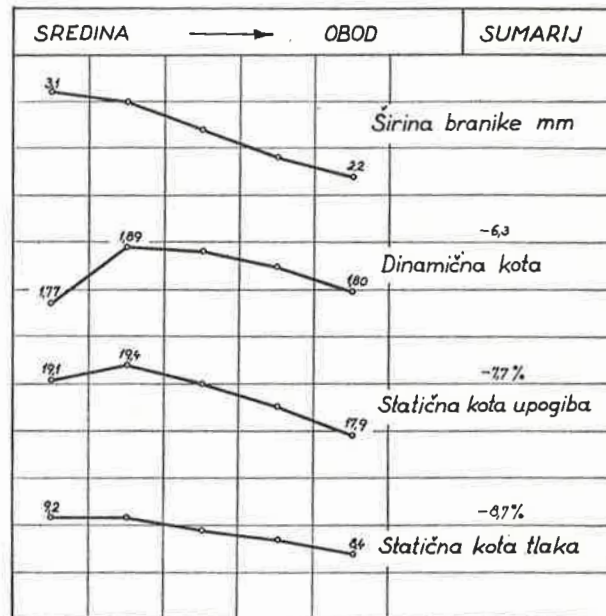 SREDINA → OBOD SUMARIJ
3,1
Širina branike mm
2,2
1,89
-6,3
Dinamična kota
1,77
1,80
19,4
19,1
-7,7%
Statična kota upogiba
17,9
9,2
-8,7%
8,4
Statična kota tlaka